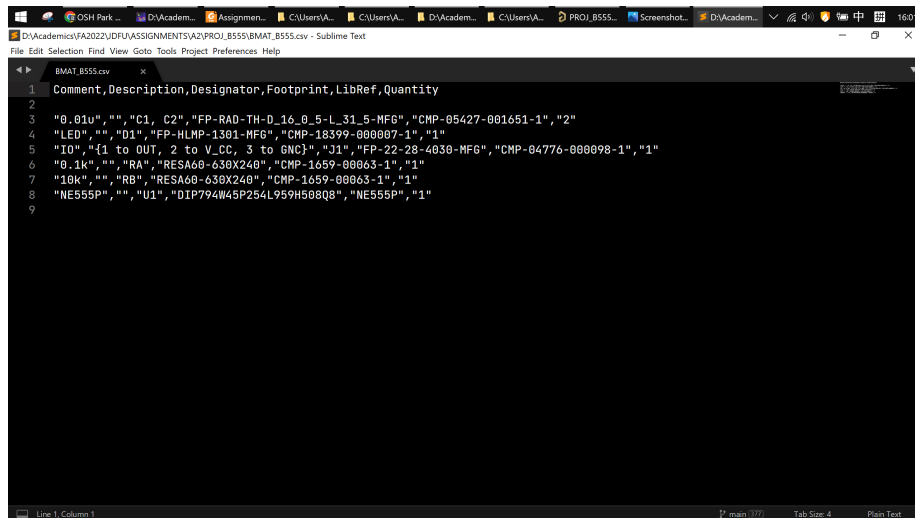 OSH Park ...
D:\Academ...
Assignmen...
C:\Users\A...
C:\Users\A...
D:\Academ...
C:\Users\A...
PROJ_B555...
Screenshot...
D:\Academ...
中
拼
D:\Academics\FA2022\JDFU\ASSIGNMENTS\A2\PROJ_B555\BMAT_B555.csv - Sublime Text
File Edit Selection Find View Goto Tools Project Preferences Help
BMAT_B555.csv
1 Comment,Description,Designator,Footprint,LibRef,Quantity
2
3 "0.01u","","C1, C2","FP-RAD-TH-D_16_0_5-L_31_5-MFG","CMP-05427-001651-1","2"
4 "LED","","D1","FP-HLMP-1301-MFG","CMP-18399-000007-1","1"
5 "IO","{1 to OUT, 2 to V_CC, 3 to GNC}","J1","FP-22-28-4030-MFG","CMP-04776-000098-1","1"
6 "0.1k","","RA","RESA60-630X240","CMP-1659-00063-1","1"
7 "10k","","RB","RESA60-630X240","CMP-1659-00063-1","1"
8 "NE555P","","U1","DIP794W45P254L959H508Q8","NE555P","1"
9
Line 1, Column 1
main 377
Tab Size: 4
Plain Text